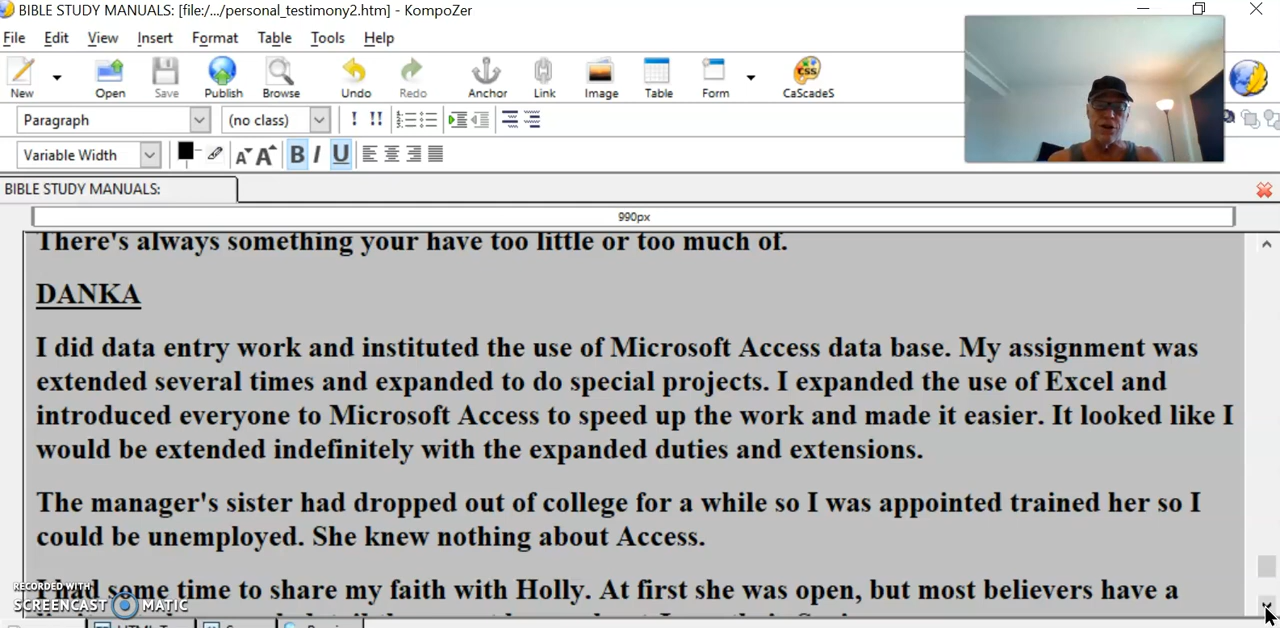 BIBLE STUDY MANUALS: [file:/.../personal_testimony2.htm] - KompoZer
File Edit View Insert Format Table Tools Help
New Open Save Publish Browse Undo Redo Anchor Link Image Table Form CaScadeS
Paragraph (no class) ! !!
Variable Width A A B I U
BIBLE STUDY MANUALS:
990px
There's always something your have too little or too much of.
DANKA
I did data entry work and instituted the use of Microsoft Access data base. My assignment was
extended several times and expanded to do special projects. I expanded the use of Excel and
introduced everyone to Microsoft Access to speed up the work and made it easier. It looked like I
would be extended indefinitely with the expanded duties and extensions.
The manager's sister had dropped out of college for a while so I was appointed trained her so I
could be unemployed. She knew nothing about Access.
I had some time to share my faith with Holly. At first she was open, but most believers have a
RECORDED WITH
SCREENCAST MATIC